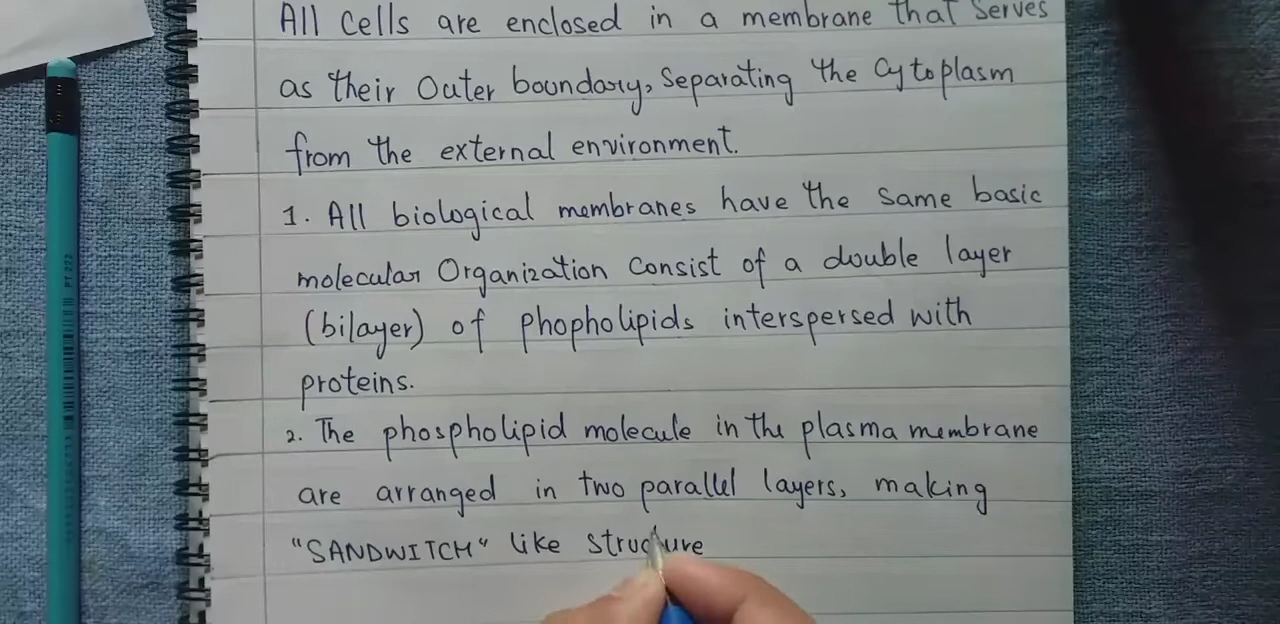 All Cells are enclosed in a membrane that Serves
as their Outer boundary, Separating the Cytoplasm
from the external environment.
1. All biological membranes have the Same basic
molecular Organization Consist of a double layer
(bilayer) of phopholipids interspersed with
proteins.
2. The phospholipid molecule in the plasma membrane
are arranged in two parallel layers, making
"SANDWITCH" like structure